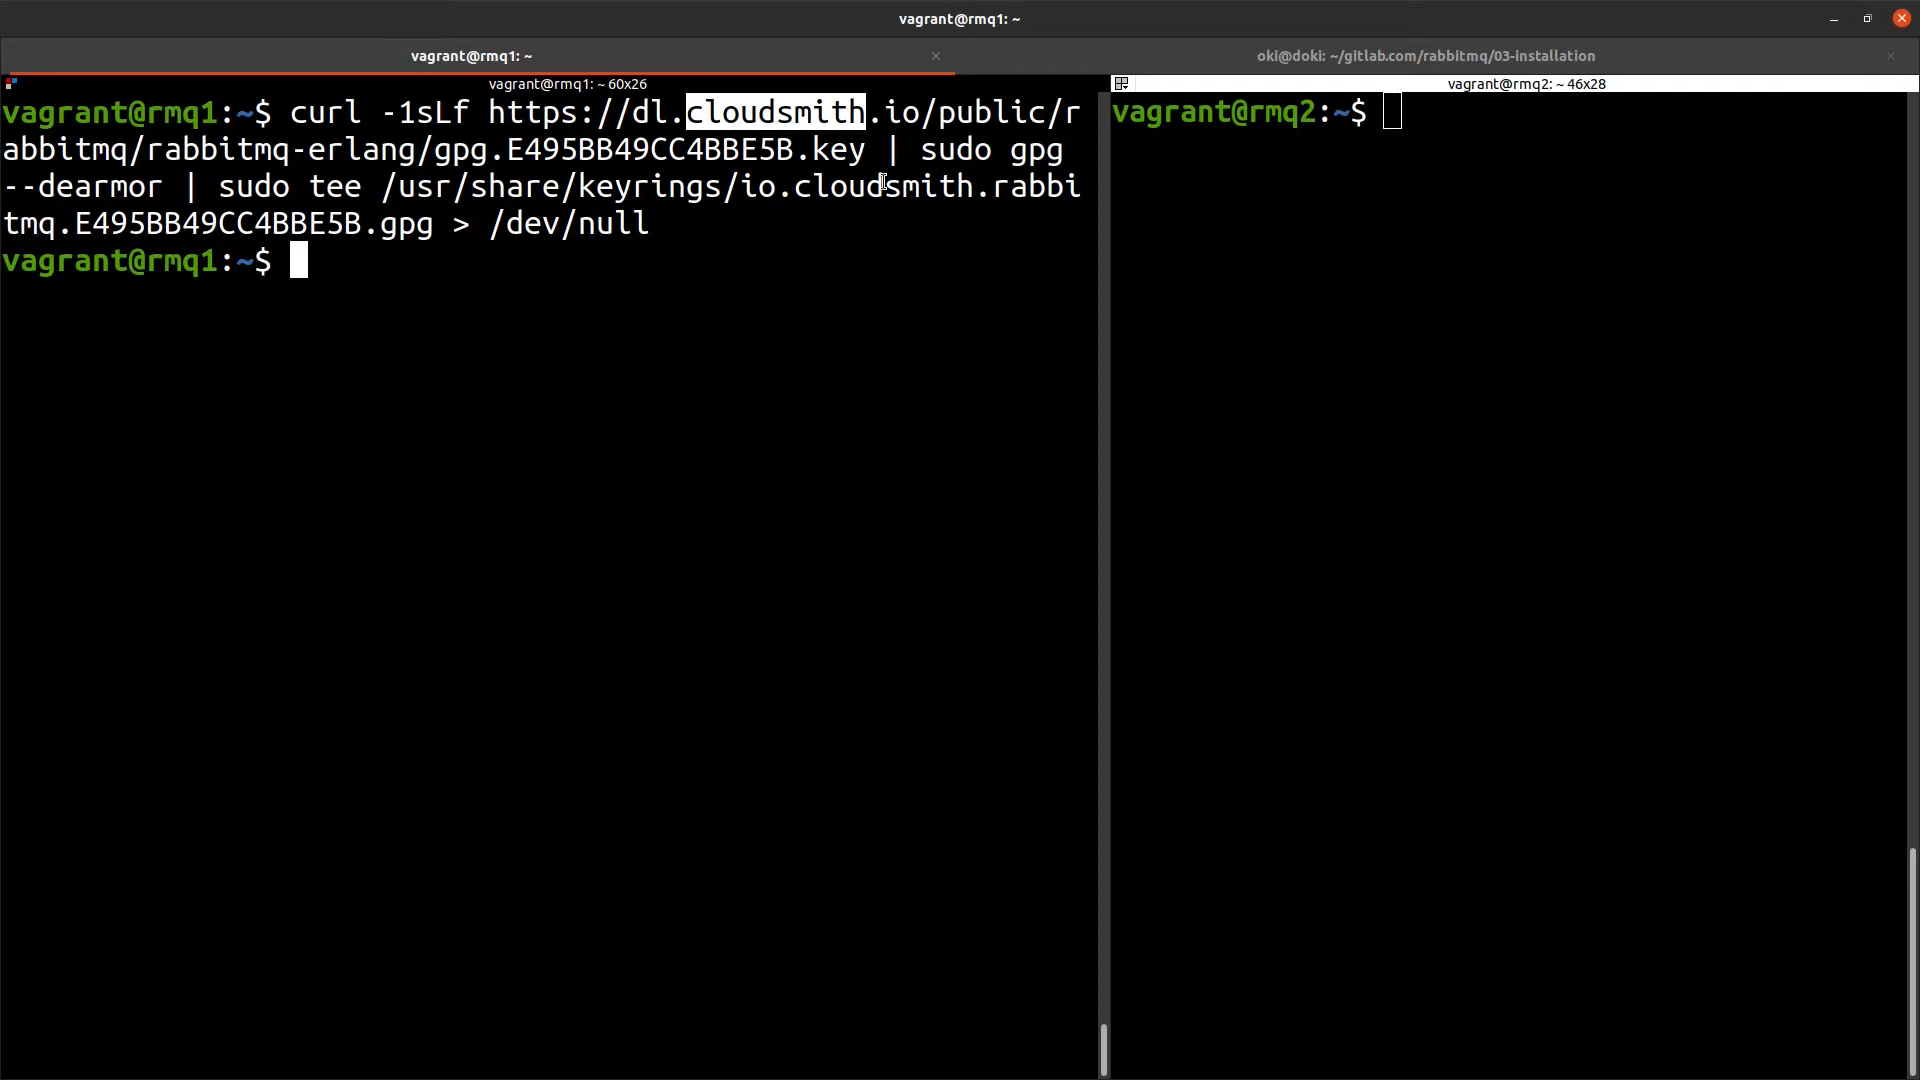 vagrant@rmq1: ~
vagrant@rmq1: ~ ×
oki@doki: ~/gitlab.com/rabbitmq/03-installation ×
vagrant@rmq1: ~ 60x26
vagrant@rmq1:~$ curl -1sLf https://dl.cloudsmith.io/public/r
abbitmq/rabbitmq-erlang/gpg.E495BB49CC4BBE5B.key | sudo gpg
--dearmor | sudo tee /usr/share/keyrings/io.cloudsmith.rabbi
tmq.E495BB49CC4BBE5B.gpg > /dev/null
vagrant@rmq1:~$
vagrant@rmq2: ~ 46x28
vagrant@rmq2:~$